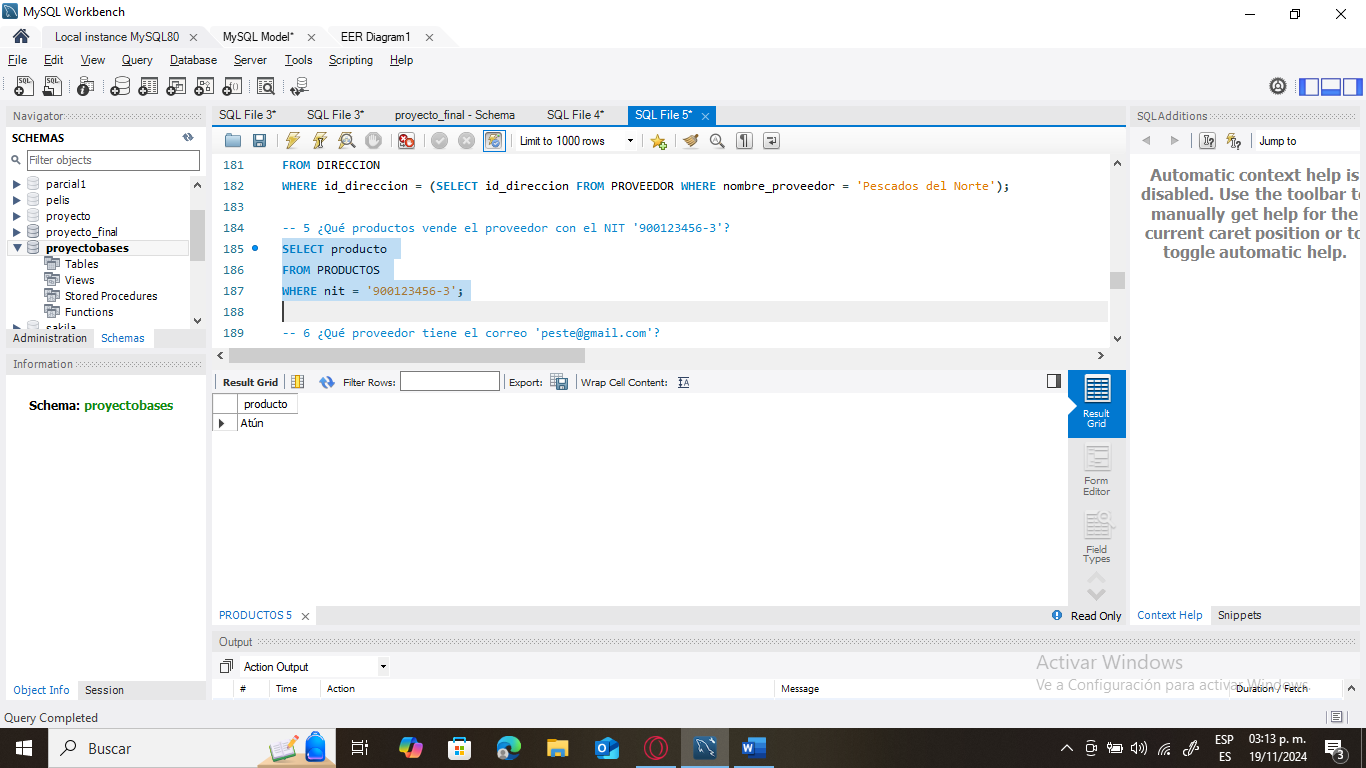 MySQL Workbench
Local instance MySQL80 MySQL Model* EER Diagram1
File Edit View Query Database Server Tools Scripting Help
Navigator
SCHEMAS
Filter objects
parcial1
pelis
proyecto
proyecto_final
proyectobases
Tables
Views
Stored Procedures
Functions
sakila
Administration Schemas
Information
Schema: proyectobases
Object Info Session
SQL File 3* SQL File 3* proyecto_final - Schema SQL File 4* SQL File 5*
Limit to 1000 rows
181 FROM DIRECCION
182 WHERE id_direccion = (SELECT id_direccion FROM PROVEEDOR WHERE nombre_proveedor = 'Pescados del Norte');
183
184 -- 5 ¿Qué productos vende el proveedor con el NIT '900123456-3'?
185 SELECT producto
186 FROM PRODUCTOS
187 WHERE nit = '900123456-3';
188
189 -- 6 ¿Qué proveedor tiene el correo 'peste@gmail.com'?
Result Grid Filter Rows: Export: Wrap Cell Content:
producto
Atún
Result
Grid
Form
Editor
Field
Types
PRODUCTOS 5 Read Only
Output
Action Output
# Time Action Message Duration / Fetch
SQLAdditions
Jump to
Automatic context help is
disabled. Use the toolbar to
manually get help for the
current caret position or to
toggle automatic help.
Context Help Snippets
Activar Windows
Ve a Configuración para activar Windows.
Query Completed
Buscar
ESP
ES
03:13 p. m.
19/11/2024
3